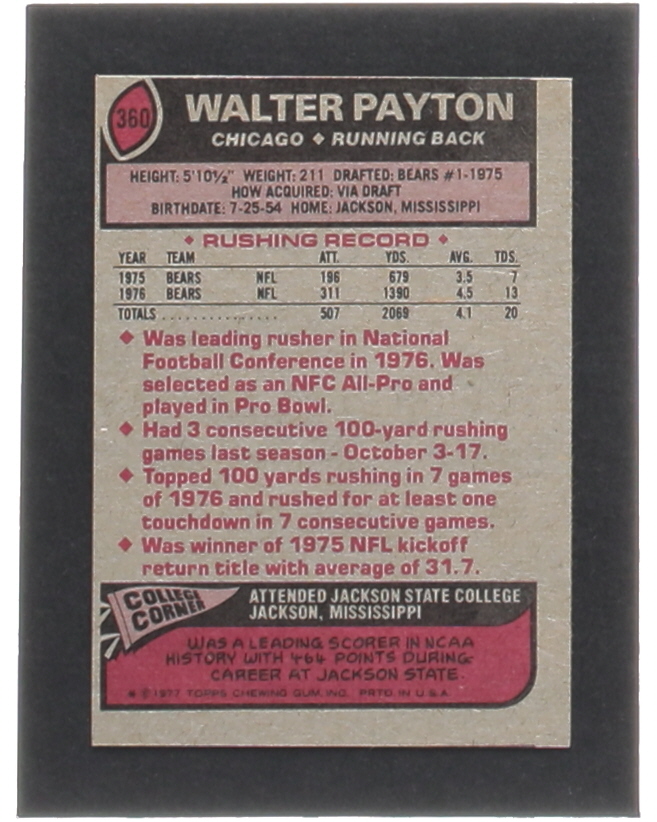 360
WALTER PAYTON
CHICAGO ♦ RUNNING BACK
HEIGHT: 5'10½" WEIGHT: 211 DRAFTED: BEARS #1-1975
HOW ACQUIRED: VIA DRAFT
BIRTHDATE: 7-25-54 HOME: JACKSON, MISSISSIPPI
♦ RUSHING RECORD ♦
YEAR TEAM ATT. YDS. AVG. TDS.
1975 BEARS NFL 196 679 3.5 7
1976 BEARS NFL 311 1390 4.5 13
TOTALS .............. 507 2069 4.1 20
♦ Was leading rusher in National
Football Conference in 1976. Was
selected as an NFC All-Pro and
played in Pro Bowl.
♦ Had 3 consecutive 100-yard rushing
games last season - October 3-17.
♦ Topped 100 yards rushing in 7 games
of 1976 and rushed for at least one
touchdown in 7 consecutive games.
♦ Was winner of 1975 NFL kickoff
return title with average of 31.7.
COLLEGE
CORNER
ATTENDED JACKSON STATE COLLEGE
JACKSON, MISSISSIPPI
WAS A LEADING SCORER IN NCAA
HISTORY WITH 464 POINTS DURING
CAREER AT JACKSON STATE.
* © 1977 TOPPS CHEWING GUM, INC. PRTD. IN U.S.A.